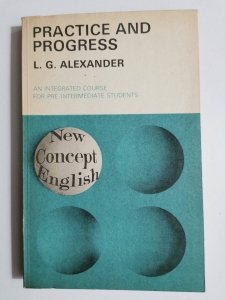 PRACTICE AND
PROGRESS
L. G. ALEXANDER
AN INTEGRATED COURSE
FOR PRE-INTERMEDIATE STUDENTS
New
Concept
English